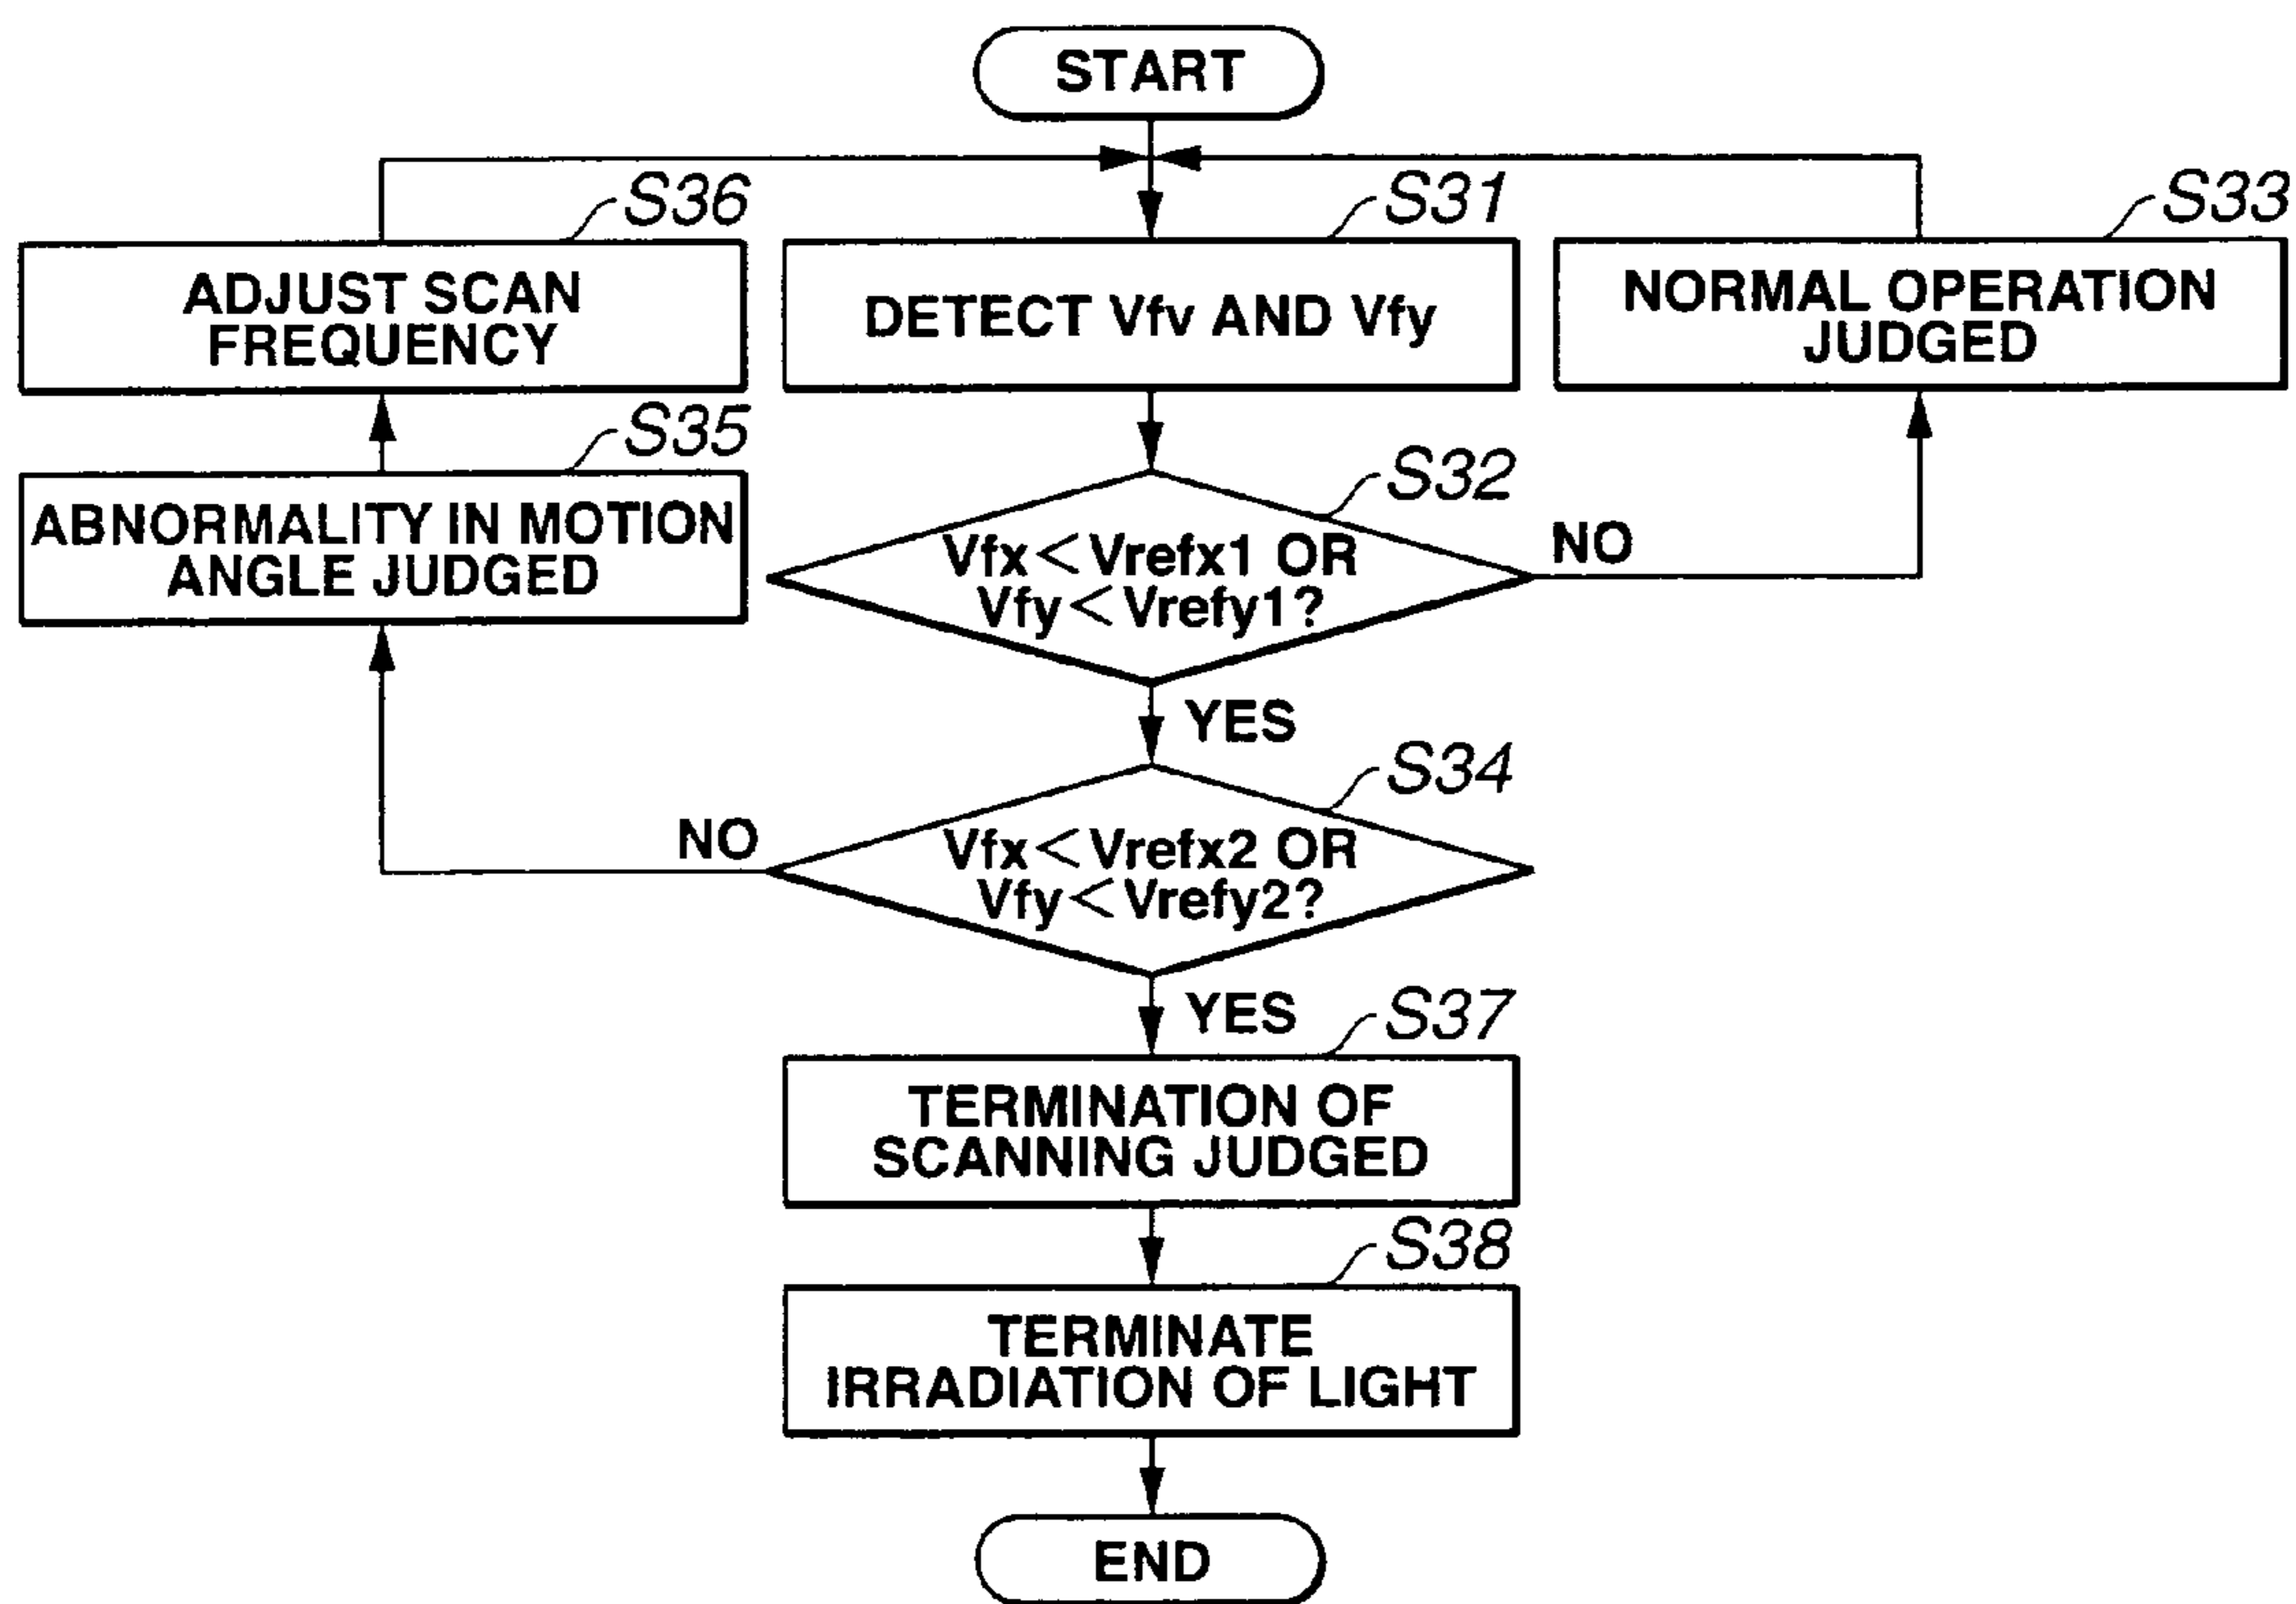 START
S36
S31
S33
ADJUST SCAN
FREQUENCY
DETECT Vfv AND Vfy
NORMAL OPERATION
JUDGED
S35
S32
ABNORMALITY IN MOTION
ANGLE JUDGED
Vfx<Vrefx1 OR
Vfy<Vrefy1?
NO
YES
S34
NO
Vfx<Vrefx2 OR
Vfy<Vrefy2?
YES
S37
TERMINATION OF
SCANNING JUDGED
S38
TERMINATE
IRRADIATION OF LIGHT
END